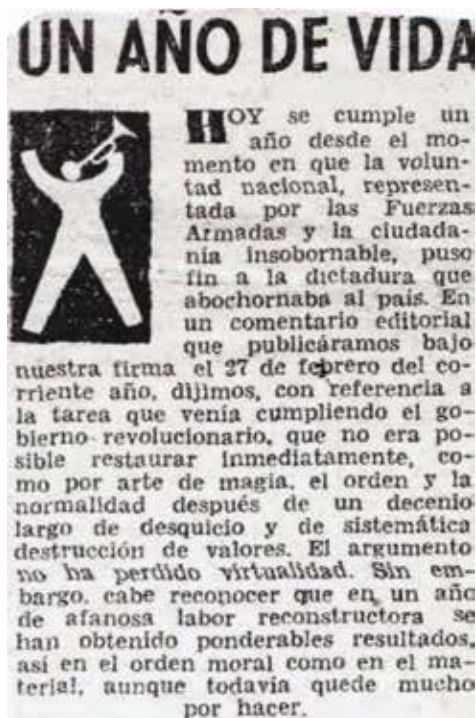 UN AÑO DE VIDA
HOY se cumple un
año desde el mo-
mento en que la volun-
tad nacional, represen-
tada por las Fuerzas
Armadas y la ciudada-
nía insobornable, puso
fin a la dictadura que
abochornaba al país. En
un comentario editorial
que publicáramos bajo
nuestra firma el 27 de febrero del co-
rriente año, dijimos, con referencia a
la tarea que venía cumpliendo el go-
bierno revolucionario, que no era po-
sible restaurar inmediatamente, co-
mo por arte de magia, el orden y la
normalidad después de un decenio
largo de desquicio y de sistemática
destrucción de valores. El argumento
no ha perdido virtualidad. Sin em-
bargo, cabe reconocer que en un año
de afanosa labor reconstructora se
han obtenido ponderables resultados,
así en el orden moral como en el ma-
terial, aunque todavía quede mucho
por hacer.